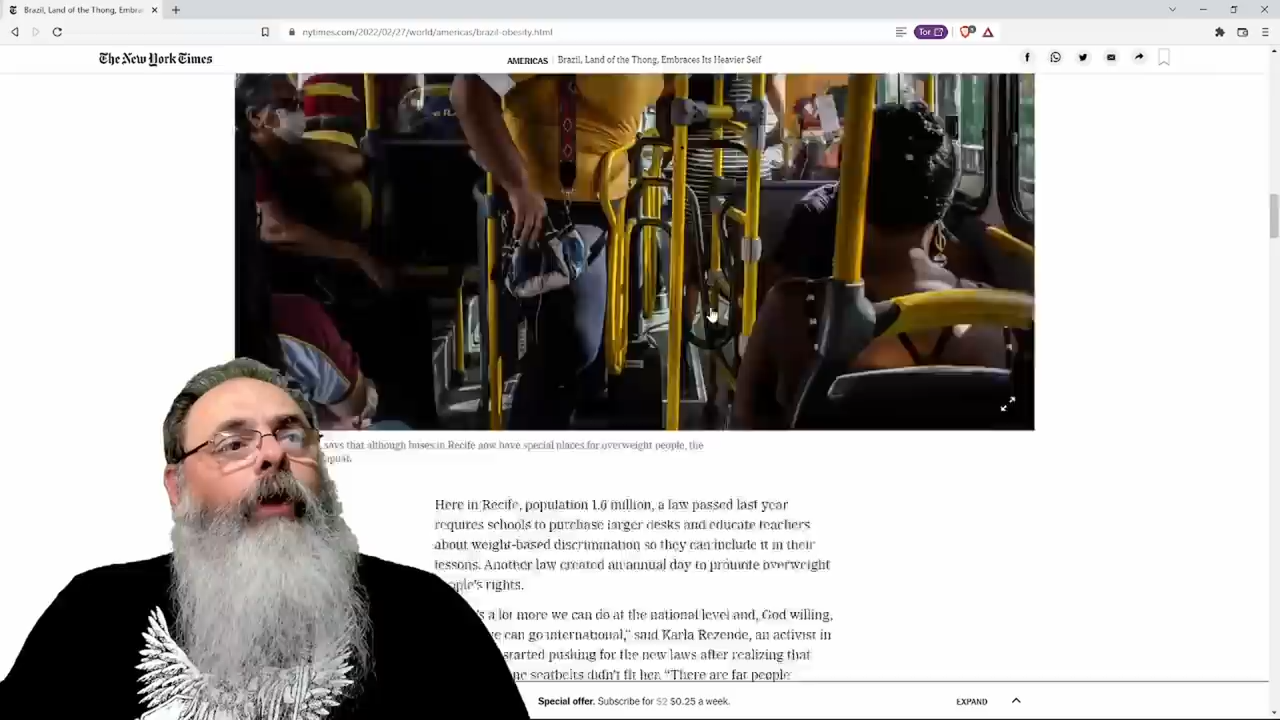 Brazil, Land of the Thong, Embra
nytimes.com/2022/02/27/world/americas/brazil-obesity.html
Tor
The New York Times
AMERICAS
Brazil, Land of the Thong, Embraces Its Heavier Self
says that although buses in Recife now have special places for overweight people, the
Here in Recife, population 1.6 million, a law passed last year
requires schools to purchase larger desks and educate teachers
about weight-based discrimination so they can include it in their
lessons. Another law created an annual day to promote overweight
rights.
a lot more we can do at the national level and, God willing,
can go international," said Karla Rezende, an activist in
started pushing for the new laws after realizing that
seatbelts didn't fit her. "There are fat people
Special offer. Subscribe for $2 $0.25 a week.
EXPAND